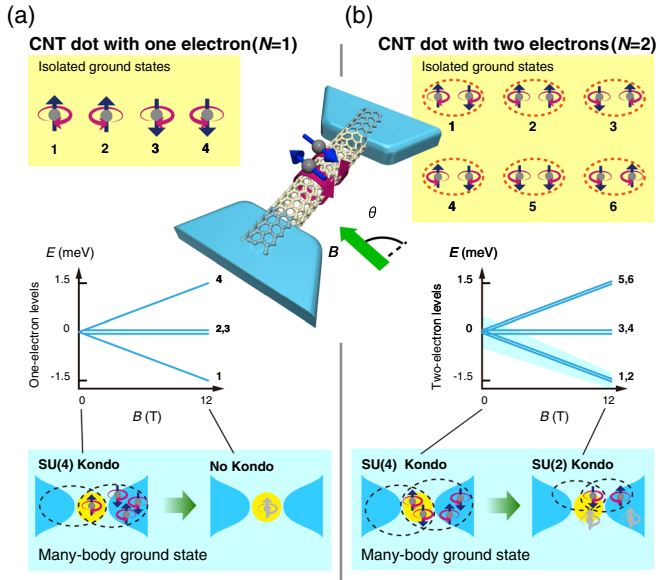 (a)
CNT dot with one electron(N=1)
Isolated ground states
1 2 3 4
E (meV)
1.5
0
-1.5
One-electron levels
4
2,3
1
0 12
B (T)
SU(4) Kondo
No Kondo
Many-body ground state
B
θ
(b)
CNT dot with two electrons(N=2)
Isolated ground states
1 2 3
4 5 6
E (meV)
1.5
0
-1.5
Two-electron levels
5,6
3,4
1,2
0 12
B (T)
SU(4) Kondo
SU(2) Kondo
Many-body ground state